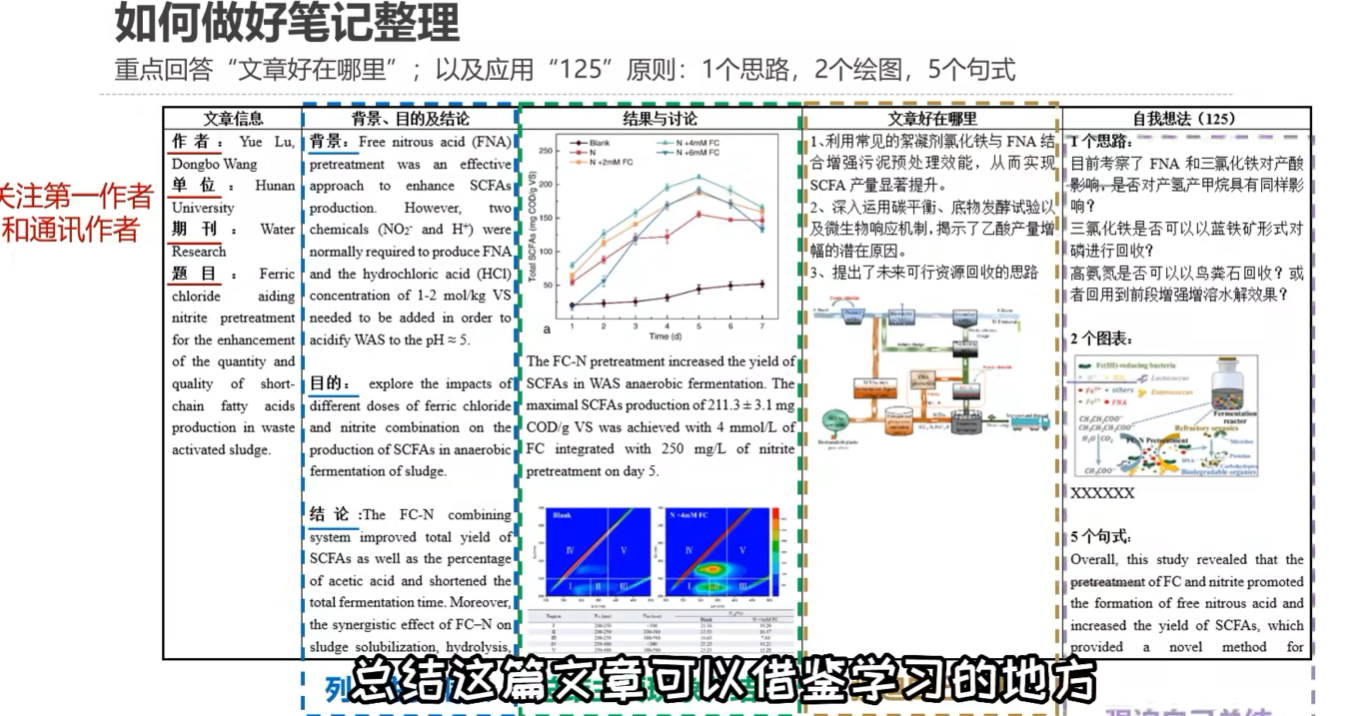 如何做好笔记整理
重点回答“文章好在哪里”；以及应用“125”原则：1个思路，2个绘图，5个句式
关注第一作者
和通讯作者
文章信息
作者：Yue Lu,
Dongbo Wang
单位：Hunan
University
期刊：Water
Research
题目：Ferric
chloride aiding
nitrite pretreatment
for the enhancement
of the quantity and
quality of short-
chain fatty acids
production in waste
activated sludge.
背景、目的及结论
背景：Free nitrous acid (FNA)
pretreatment was an effective
approach to enhance SCFAs
production. However, two
chemicals (NO₂⁻ and H⁺) were
normally required to produce FNA
and the hydrochloric acid (HCl)
concentration of 1-2 mol/kg VS
needed to be added in order to
acidify WAS to the pH ≈ 5.
目的： explore the impacts of
different doses of ferric chloride
and nitrite combination on the
production of SCFAs in anaerobic
fermentation of sludge.
结论:The FC-N combining
system improved total yield of
SCFAs as well as the percentage
of acetic acid and shortened the
total fermentation time. Moreover,
the synergistic effect of FC–N on
sludge solubilization, hydrolysis,
结果与讨论
Blank
N
N +2mM FC
N +4mM FC
N +6mM FC
Total SCFAs (mg COD/g VS)
250
200
150
100
50
1 2 3 4 5 6 7
a
Time (d)
The FC-N pretreatment increased the yield of
SCFAs in WAS anaerobic fermentation. The
maximal SCFAs production of 211.3 ± 3.1 mg
COD/g VS was achieved with 4 mmol/L of
FC integrated with 250 mg/L of nitrite
pretreatment on day 5.
Blank
IV
V
I
II
III
N +4mM FC
IV
V
I
II
III
文章好在哪里
1、利用常见的絮凝剂氯化铁与 FNA 结
合增强污泥预处理效能，从而实现
SCFA 产量显著提升。
2、深入运用碳平衡、底物发酵试验以
及微生物响应机制，揭示了乙酸产量增
幅的潜在原因。
3、提出了未来可行资源回收的思路
自我想法（125）
1个思路:
目前考察了 FNA 和三氯化铁对产酸
影响，是否对产氢产甲烷具有同样影
响？
三氯化铁是否可以以蓝铁矿形式对
磷进行回收？
高氨氮是否可以以鸟粪石回收？或
者回用到前段增强增溶水解效果？
2 个图表:
Fe(III)-reducing bacteria
others
Lactococcus
Enterococcus
FNA
Fermentation
reactor
Pretreatment
Refractory organics
Proteins
Carbohydrates
Biodegradable organics
XXXXXX
5 个句式:
Overall, this study revealed that the
pretreatment of FC and nitrite promoted
the formation of free nitrous acid and
increased the yield of SCFAs, which
provided a novel method for
总结这篇文章可以借鉴学习的地方